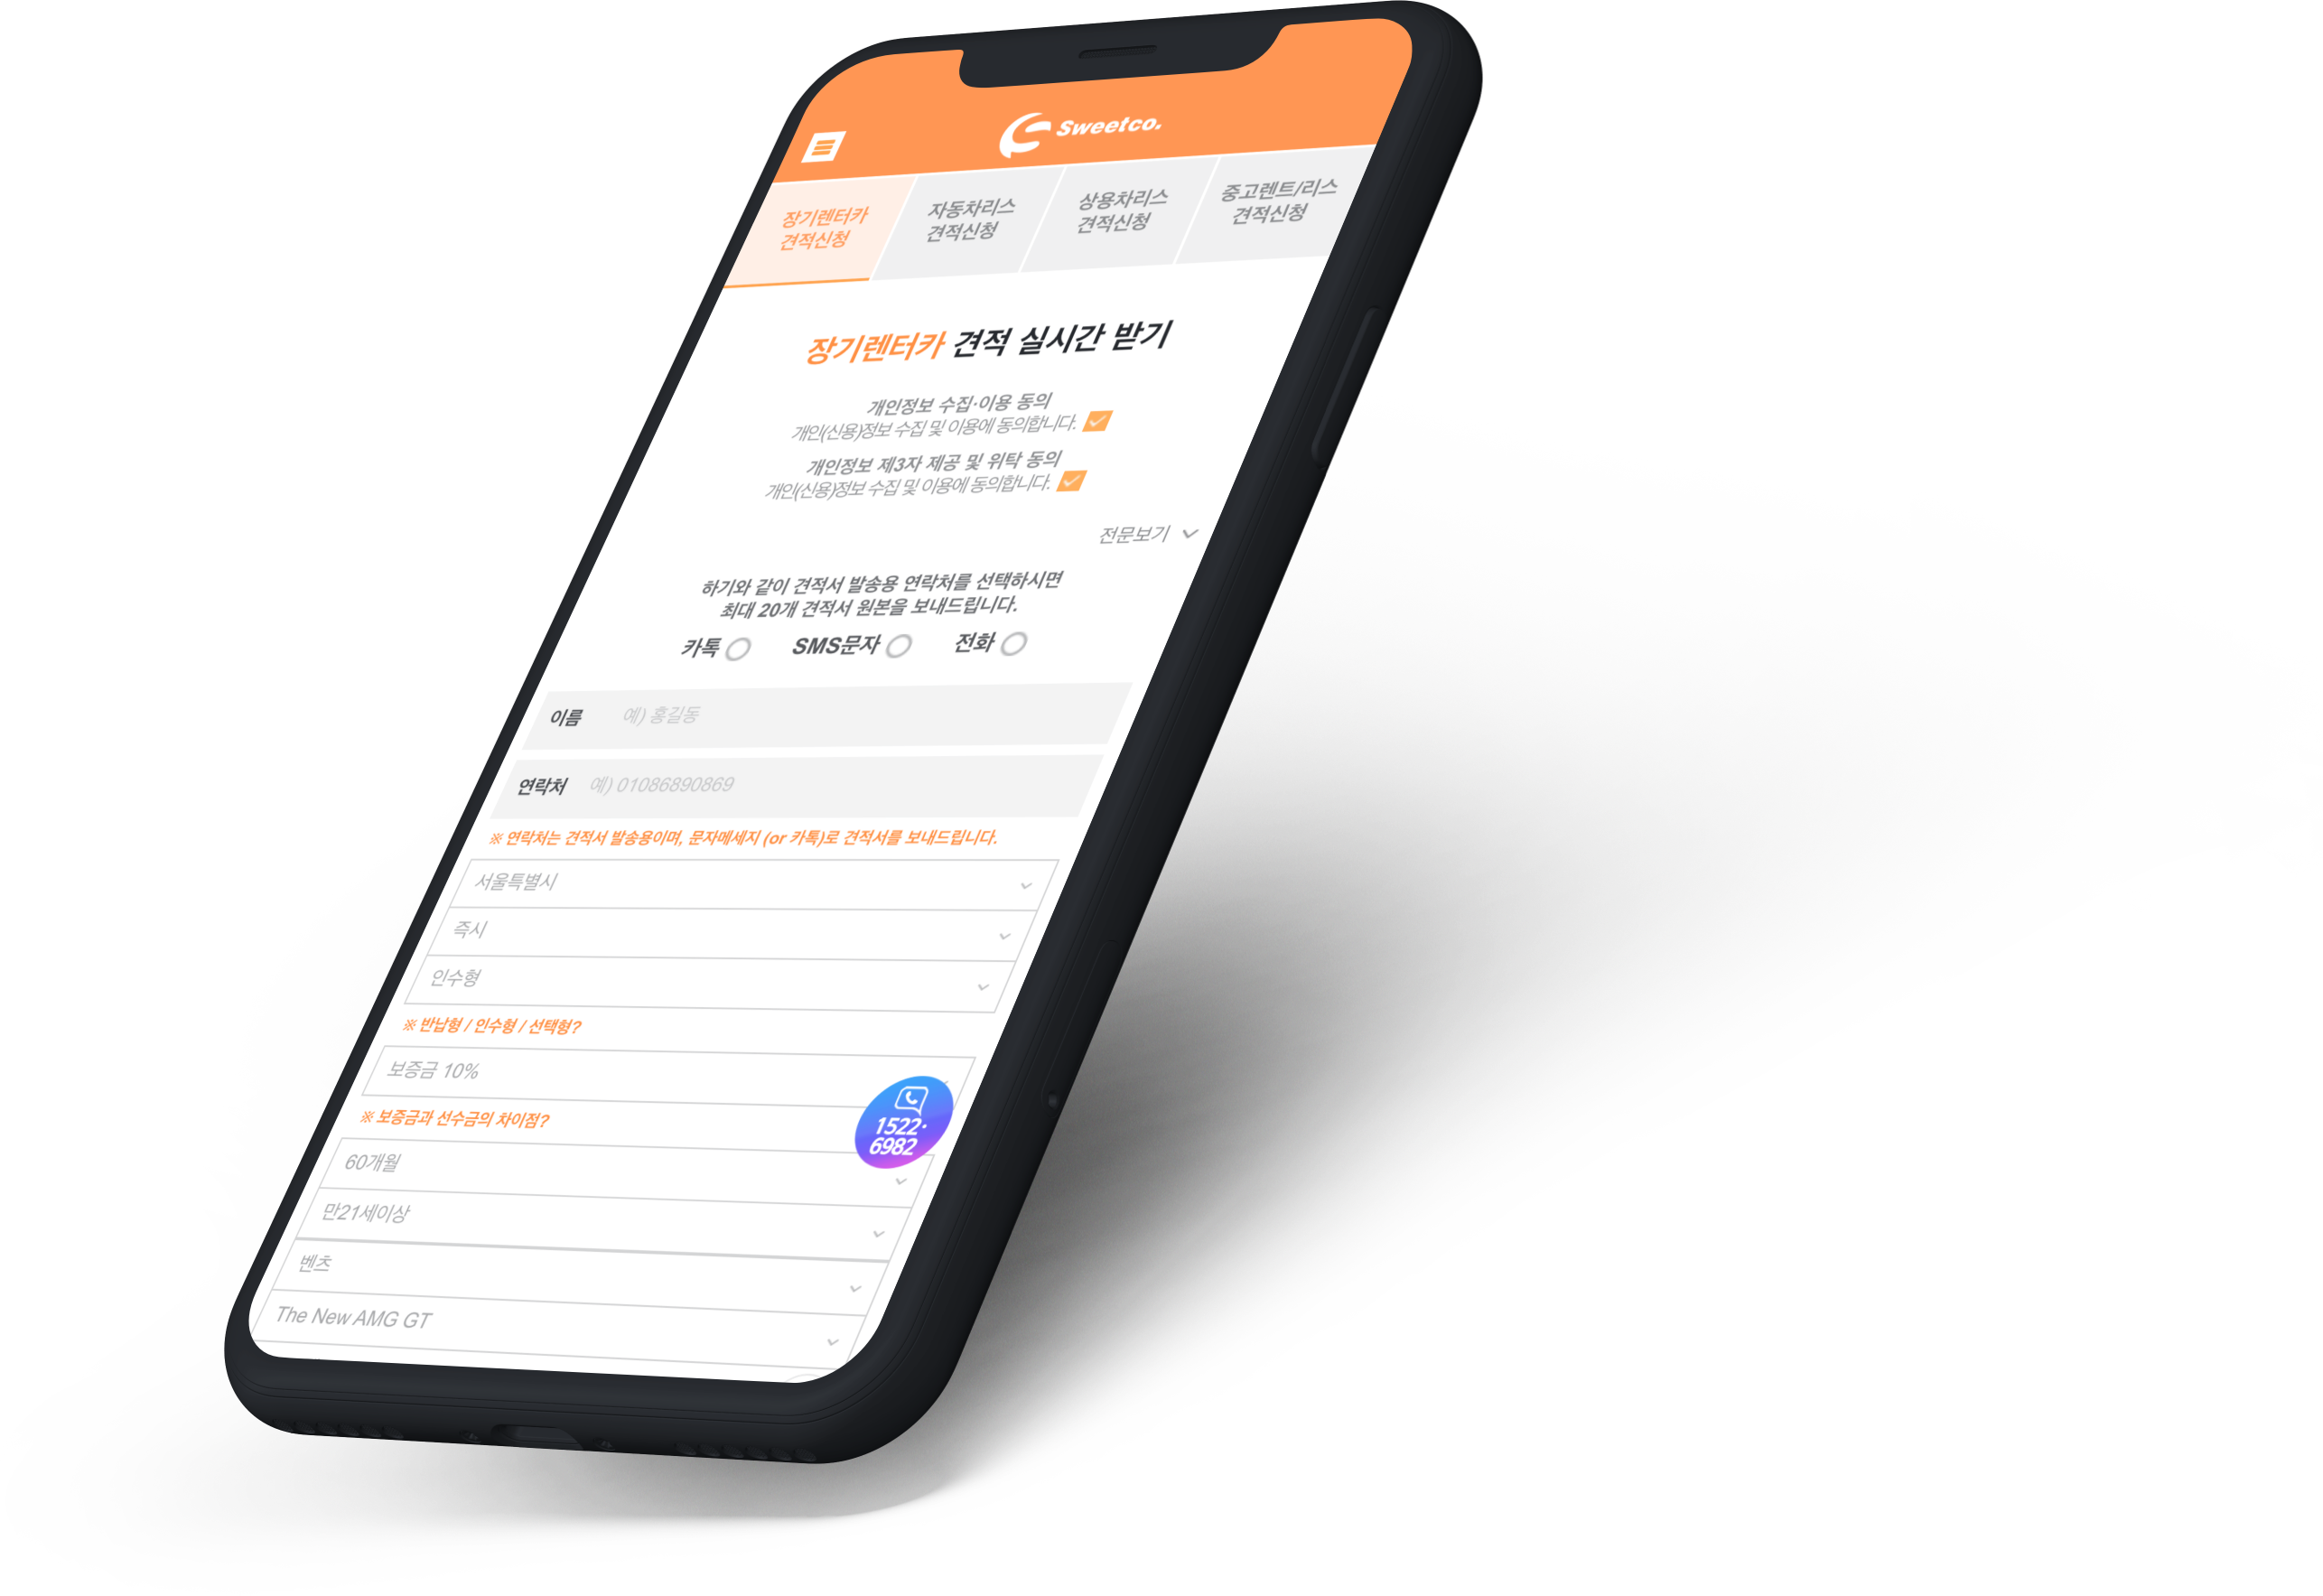 Sweetco.
장기렌터카
견적신청
자동차리스
견적신청
상용차리스
견적신청
중고렌트/리스
견적신청
장기렌터카 견적 실시간 받기
개인정보 수집·이용 동의
개인(신용)정보 수집 및 이용에 동의합니다.
개인정보 제3자 제공 및 위탁 동의
개인(신용)정보 수집 및 이용에 동의합니다.
전문보기
하기와 같이 견적서 발송용 연락처를 선택하시면
최대 20개 견적서 원본을 보내드립니다.
카톡 SMS문자 전화
이름 예) 홍길동
연락처 예) 01086890869
※ 연락처는 견적서 발송용이며, 문자메세지 (or 카톡)로 견적서를 보내드립니다.
서울특별시
즉시
인수형
※ 반납형 / 인수형 / 선택형?
보증금 10%
※ 보증금과 선수금의 차이점?
1522·
6982
60개월
만21세이상
벤츠
The New AMG GT